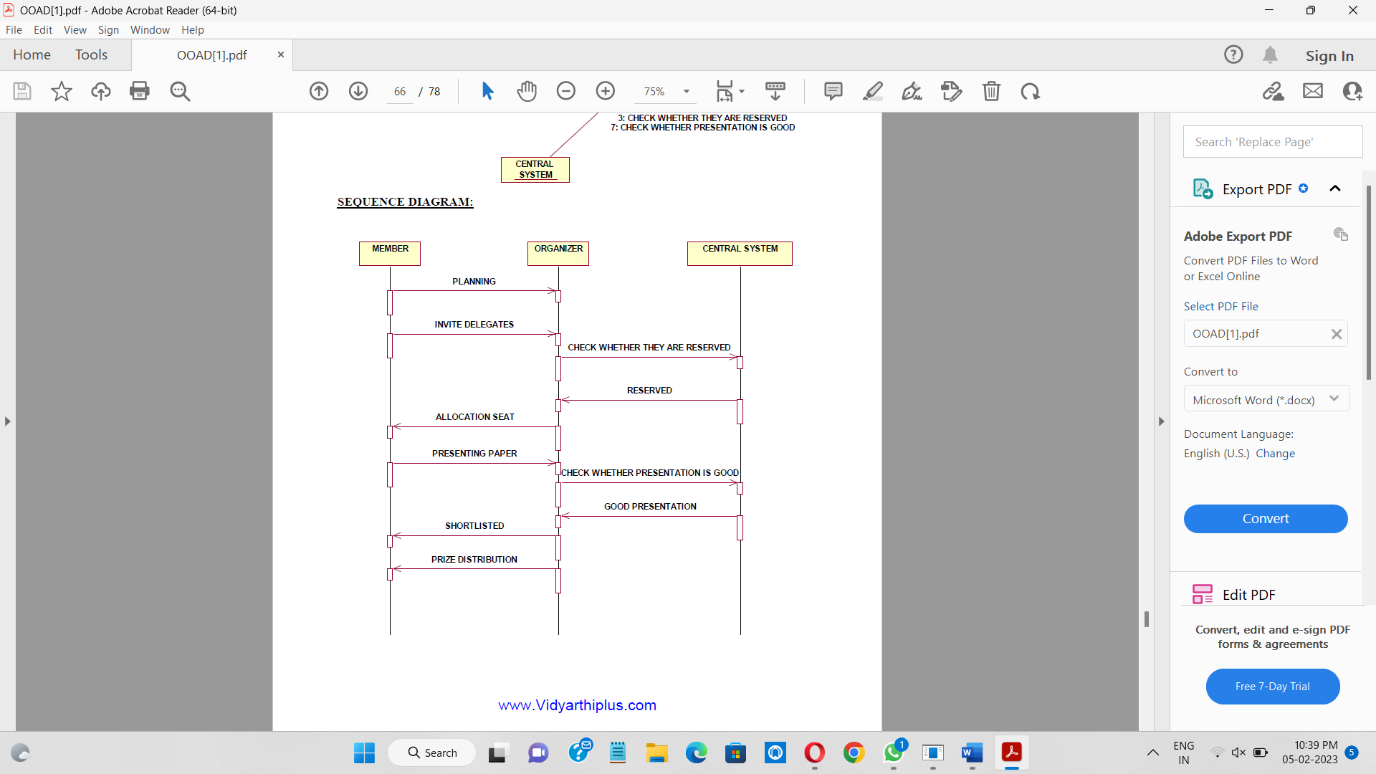 OOAD[1].pdf - Adobe Acrobat Reader (64-bit)
File Edit View Sign Window Help
Home Tools OOAD[1].pdf × Sign In
66 / 78 75%
3: CHECK WHETHER THEY ARE RESERVED
7: CHECK WHETHER PRESENTATION IS GOOD
CENTRAL
SYSTEM
SEQUENCE DIAGRAM:
MEMBER ORGANIZER CENTRAL SYSTEM
PLANNING
INVITE DELEGATES
CHECK WHETHER THEY ARE RESERVED
RESERVED
ALLOCATION SEAT
PRESENTING PAPER
CHECK WHETHER PRESENTATION IS GOOD
GOOD PRESENTATION
SHORTLISTED
PRIZE DISTRIBUTION
www.Vidyarthiplus.com
Search 'Replace Page'
Export PDF
Adobe Export PDF
Convert PDF Files to Word
or Excel Online
Select PDF File
OOAD[1].pdf
Convert to
Microsoft Word (*.docx)
Document Language:
English (U.S.) Change
Convert
Edit PDF
Convert, edit and e-sign PDF
forms & agreements
Free 7-Day Trial
Search
1
ENG
IN
10:39 PM
05-02-2023
5